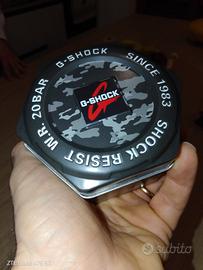 G-SHOCK
SINCE 1983
SHOCK RESIST
W.R 20BAR
G-SHOCK
subito